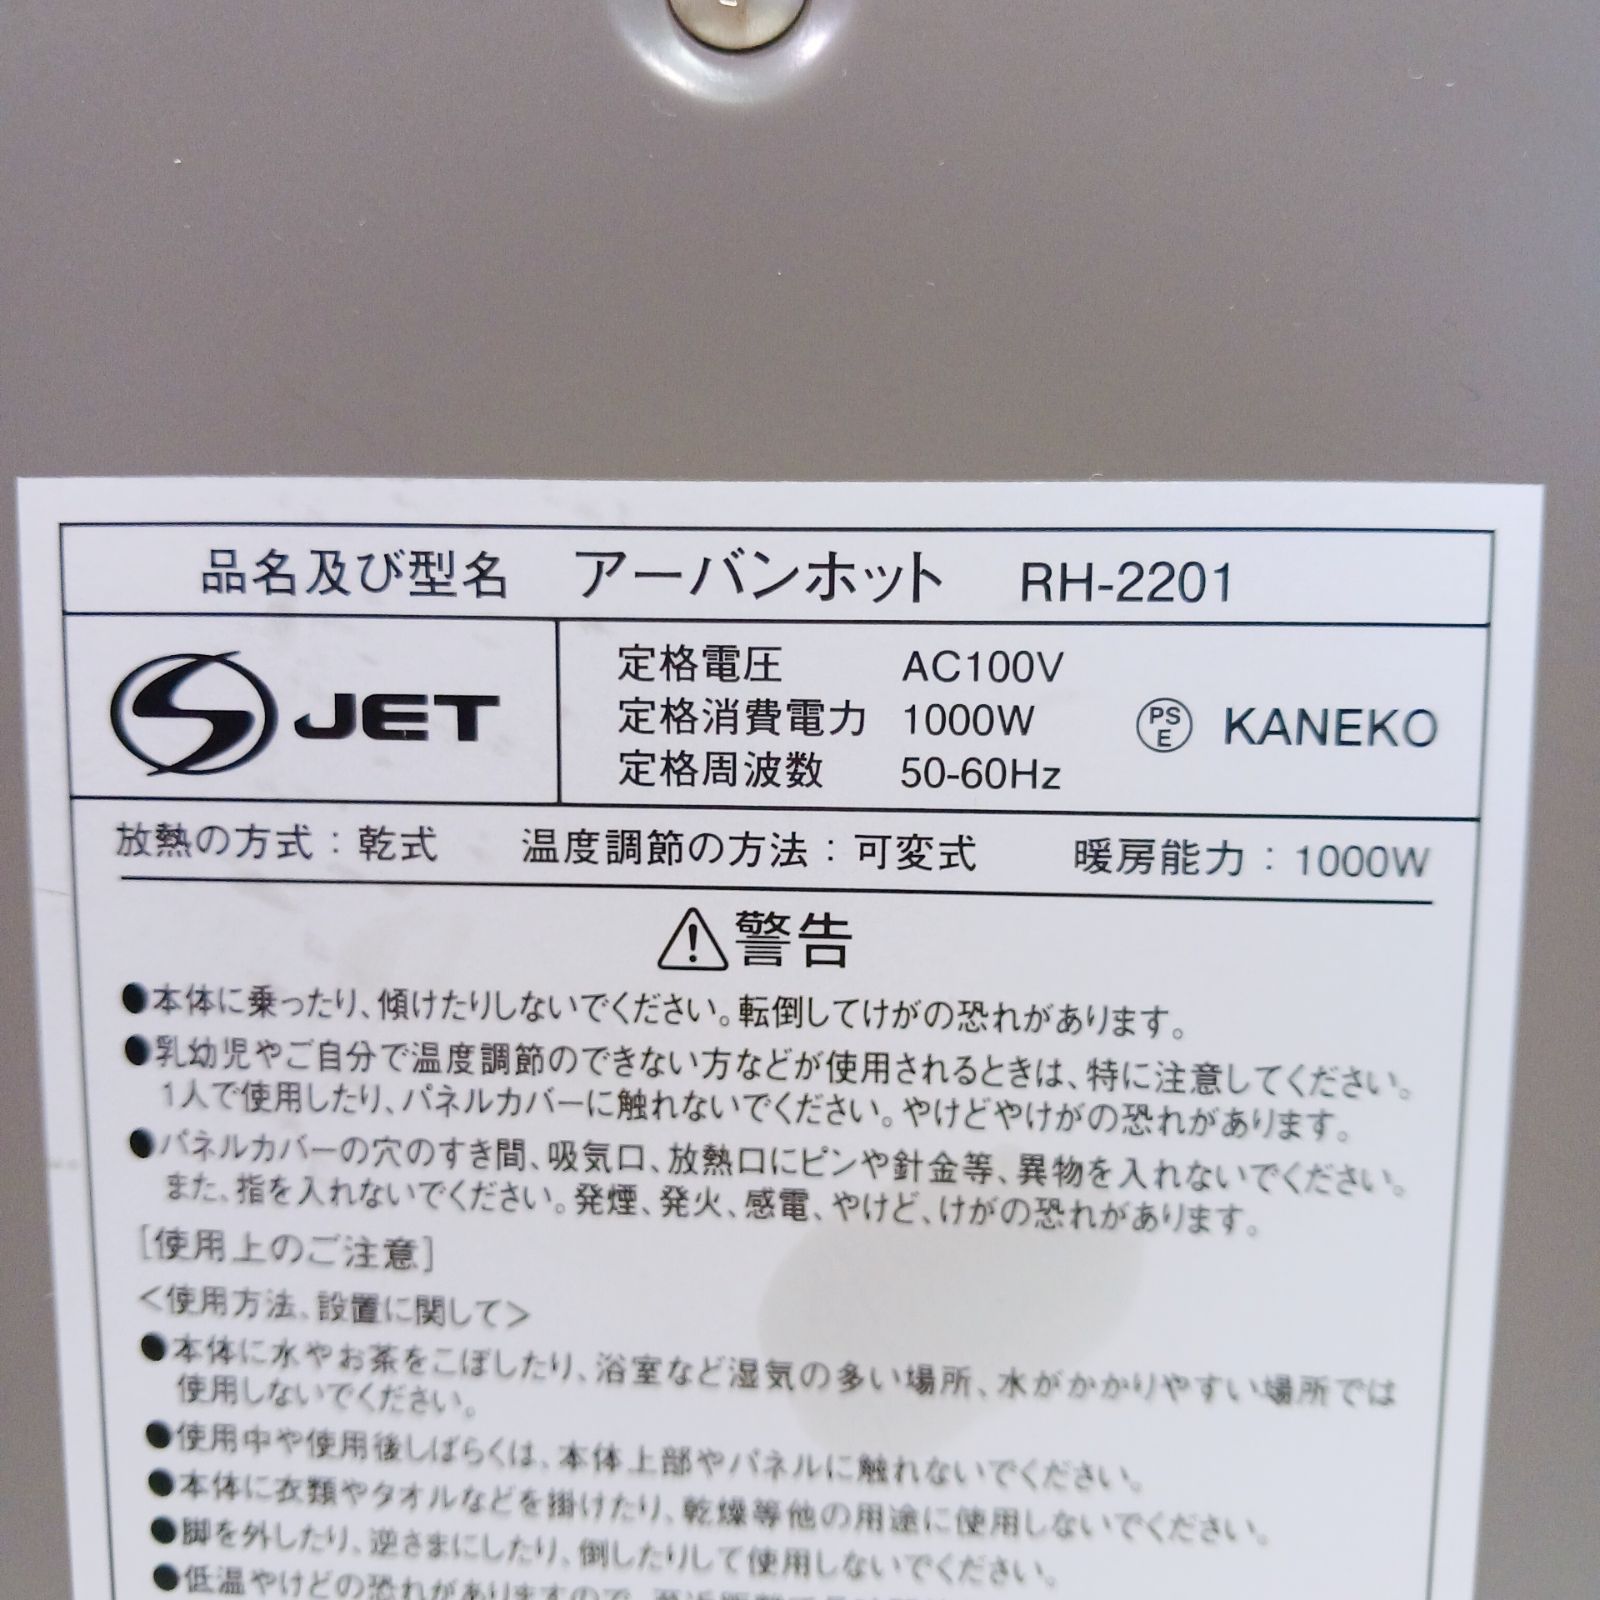 品名及び型名 アーバンホット RH-2201
S JET
定格電圧 AC100V
定格消費電力 1000W
定格周波数 50-60Hz
PS
E
KANEKO
放熱の方式：乾式 温度調節の方法：可変式 暖房能力：1000W
⚠警告
●本体に乗ったり、傾けたりしないでください。転倒してけがの恐れがあります。
●乳幼児やご自分で温度調節のできない方などが使用されるときは、特に注意してください。
1人で使用したり、パネルカバーに触れないでください。やけどやけがの恐れがあります。
●パネルカバーの穴のすき間、吸気口、放熱口にピンや針金等、異物を入れないでください。
また、指を入れないでください。発煙、発火、感電、やけど、けがの恐れがあります。
[使用上のご注意]
<使用方法、設置に関して>
●本体に水やお茶をこぼしたり、浴室など湿気の多い場所、水がかかりやすい場所では
使用しないでください。
●使用中や使用後しばらくは、本体上部やパネルに触れないでください。
●本体に衣類やタオルなどを掛けたり、乾燥等他の用途に使用しないでください。
●脚を外したり、逆さまにしたり、倒したりして使用しないでください。
●低温やけどの恐れがありますので、